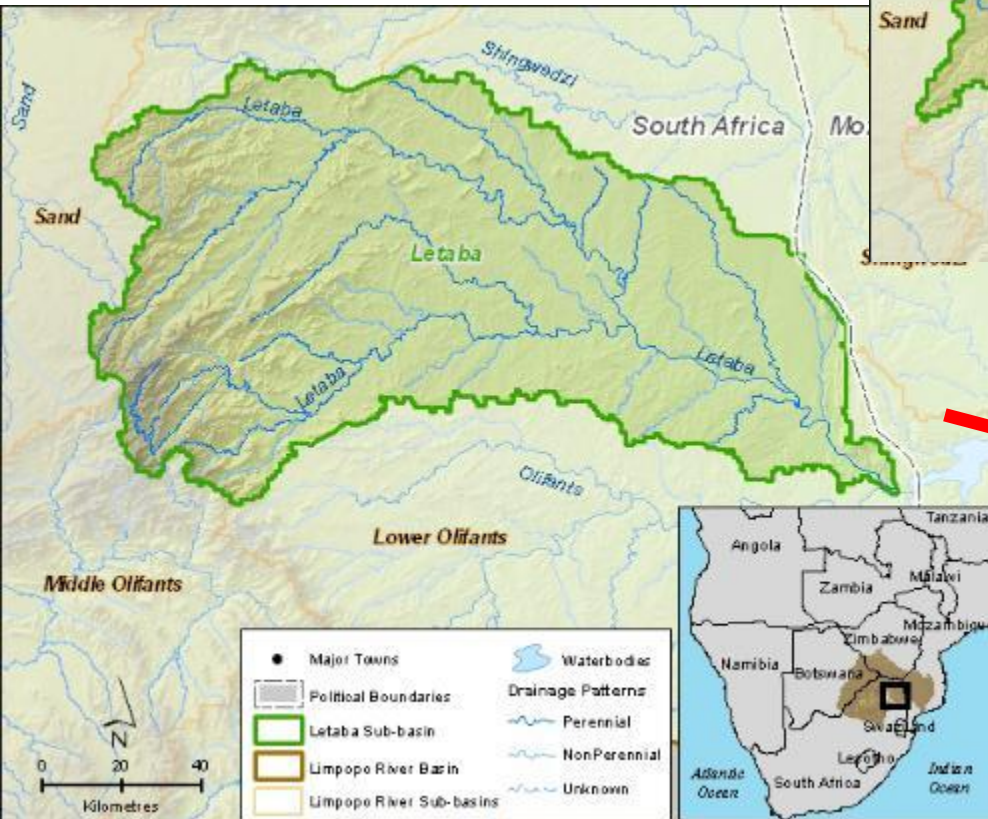 Sand
Shingwedzi
Sand
Letaba
South Africa
Mo
Sand
Letaba
Letaba
Letaba
Olifants
Lower Olifants
Middle Olifants
N
0 20 40
Kilometres
Major Towns
Political Boundaries
Letaba Sub-basin
Limpopo River Basin
Limpopo River Sub-basins
Waterbodies
Drainage Patterns
Perennial
NonPerennial
Unknown
Tanzania
Angola
Zambia
Malawi
Mozambique
Zimbabwe
Namibia
Botswana
Swaziland
Lesotho
South Africa
Atlantic
Ocean
Indian
Ocean